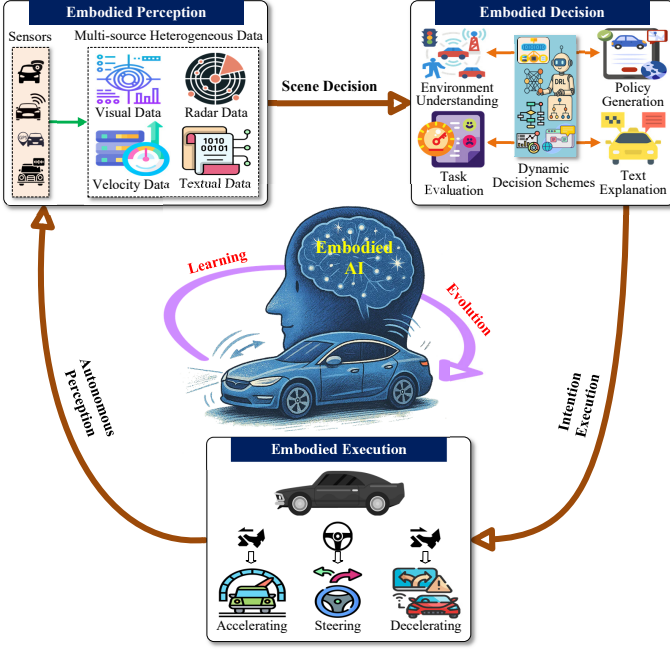 Embodied Perception
Sensors
Multi-source Heterogeneous Data
Visual Data
Radar Data
1010
00101
Velocity Data
Textual Data
Scene Decision
Embodied Decision
DRL
Environment
Understanding
Policy
Generation
Task
Evaluation
Dynamic
Decision Schemes
Text
Explanation
Learning
Embodied
AI
Evolution
Autonomous
Perception
Intention
Execution
Embodied Execution
Accelerating
Steering
Decelerating